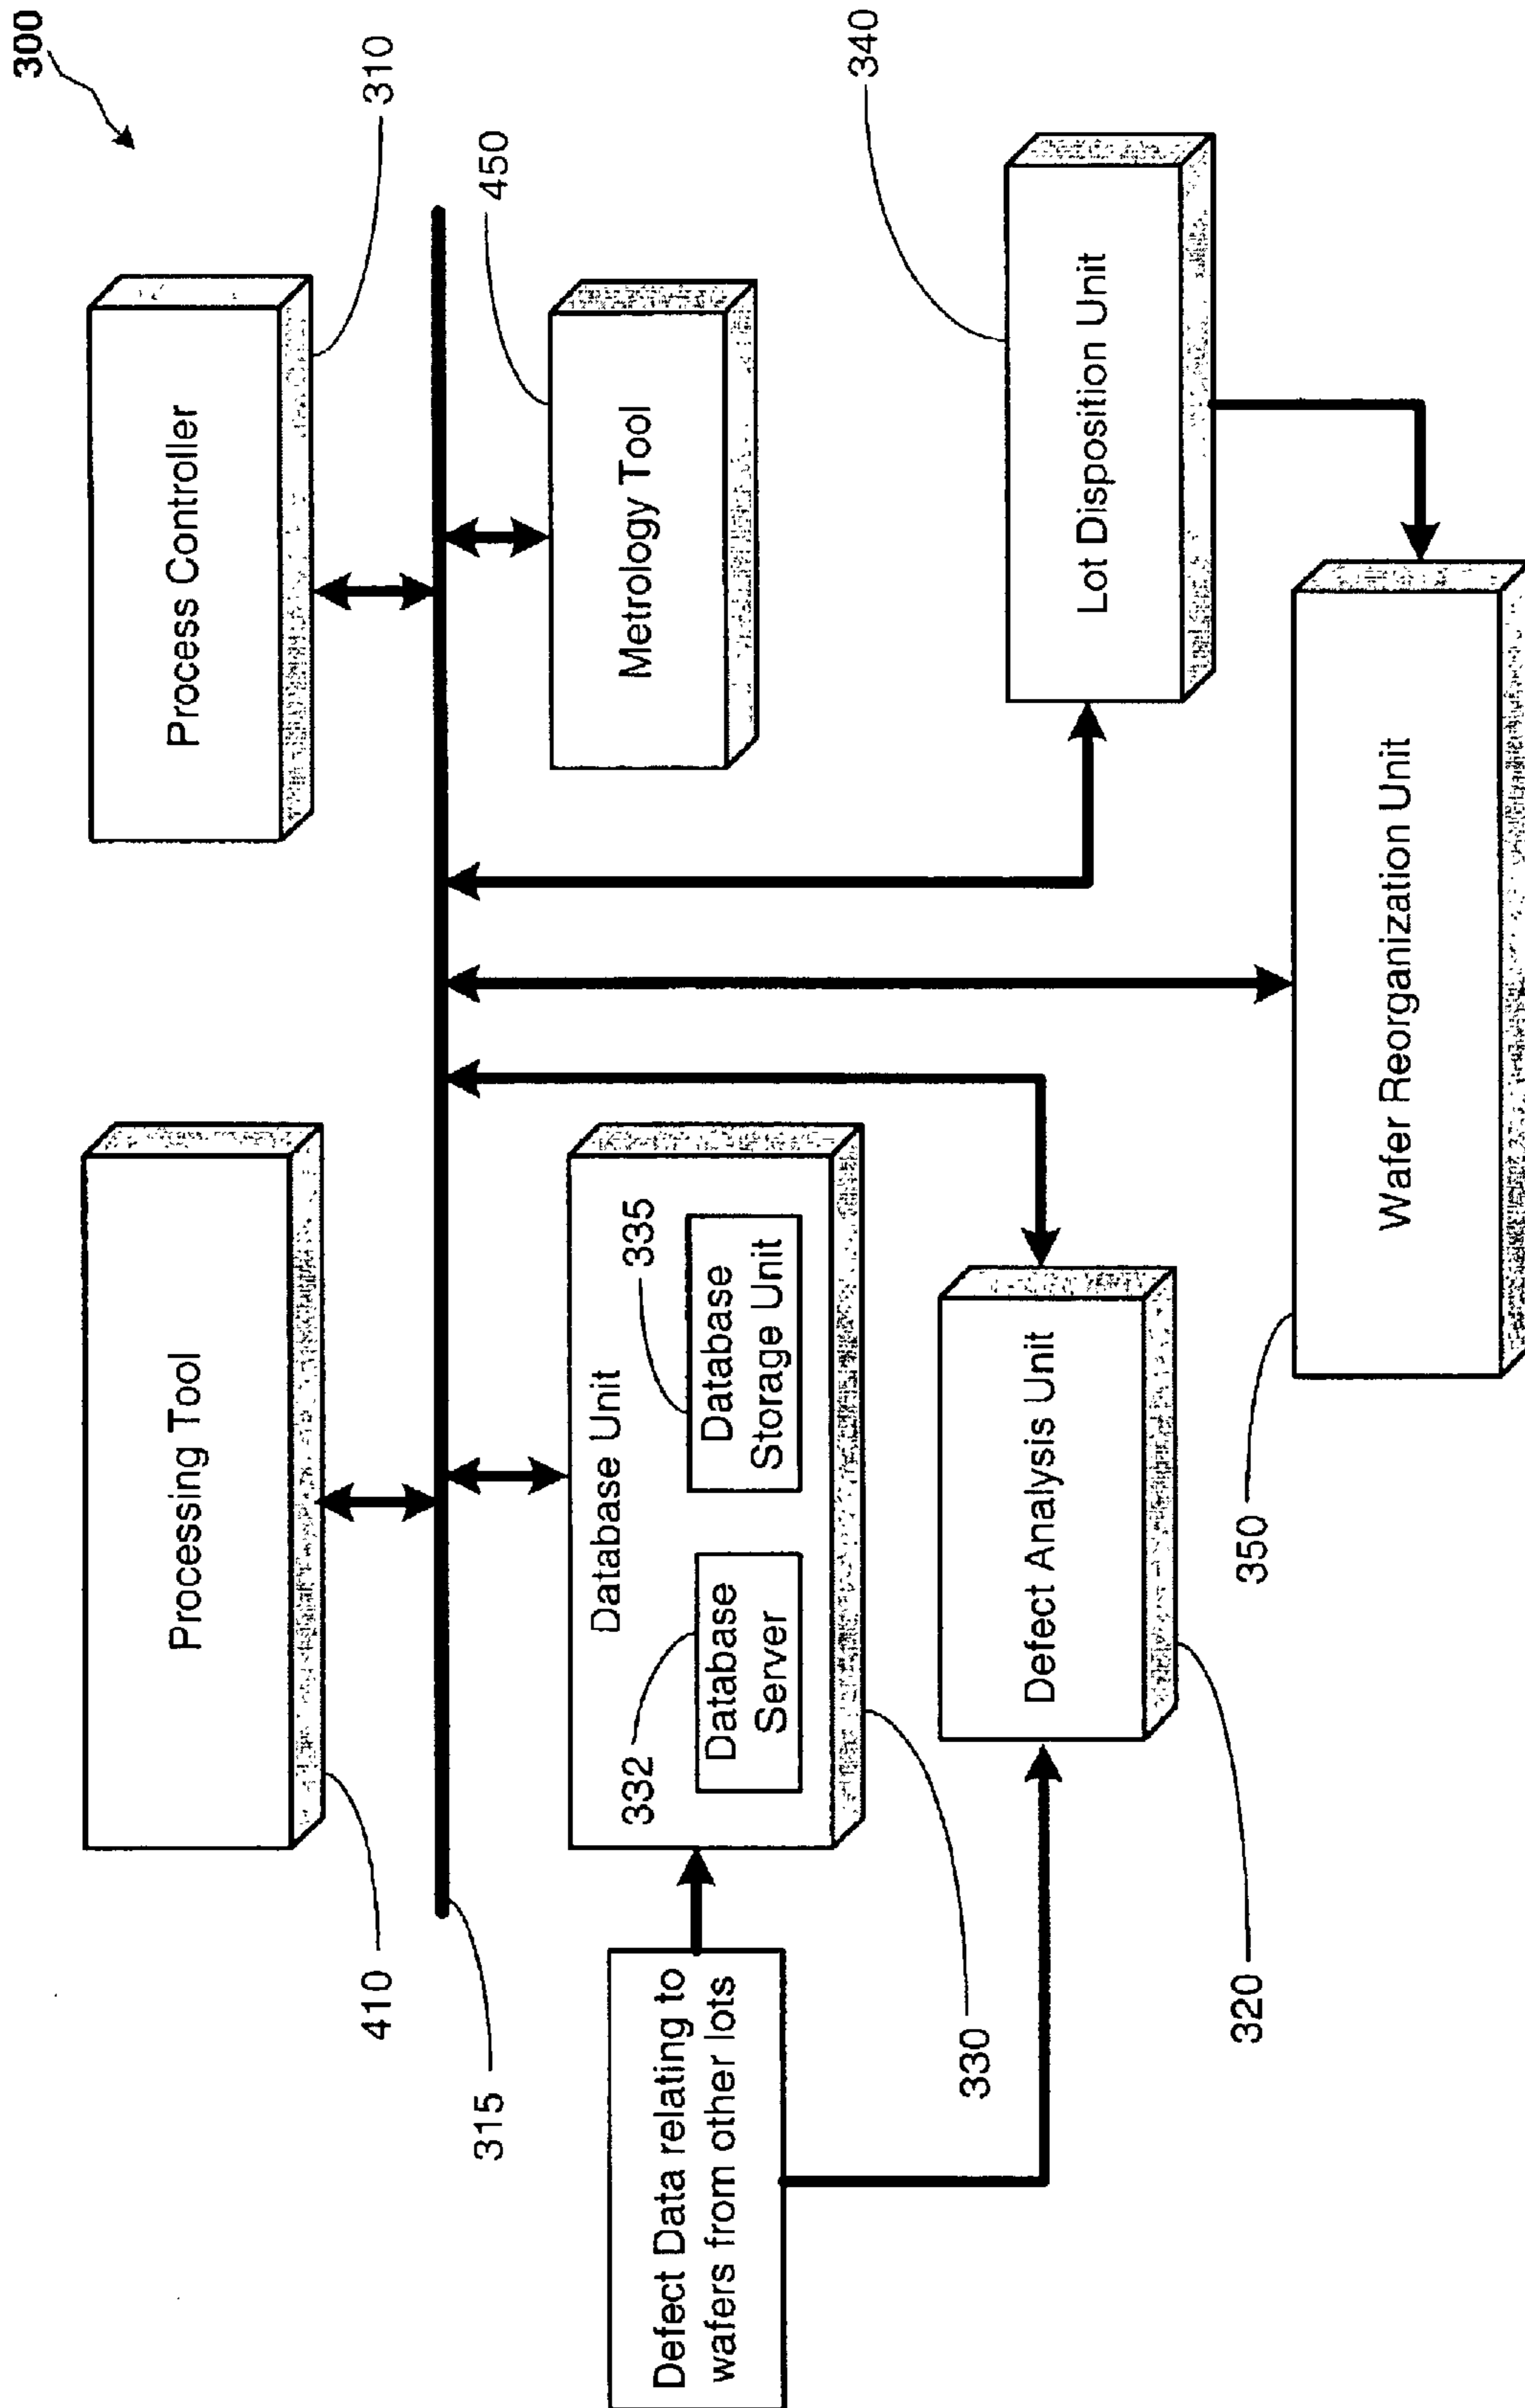 300
Processing Tool
410
Process Controller
310
315
Defect Data relating to
wafers from other lots
Database Unit
332
Database
Server
335
Database
Storage Unit
330
Metrology Tool
450
Defect Analysis Unit
320
Lot Disposition Unit
340
Wafer Reorganization Unit
350